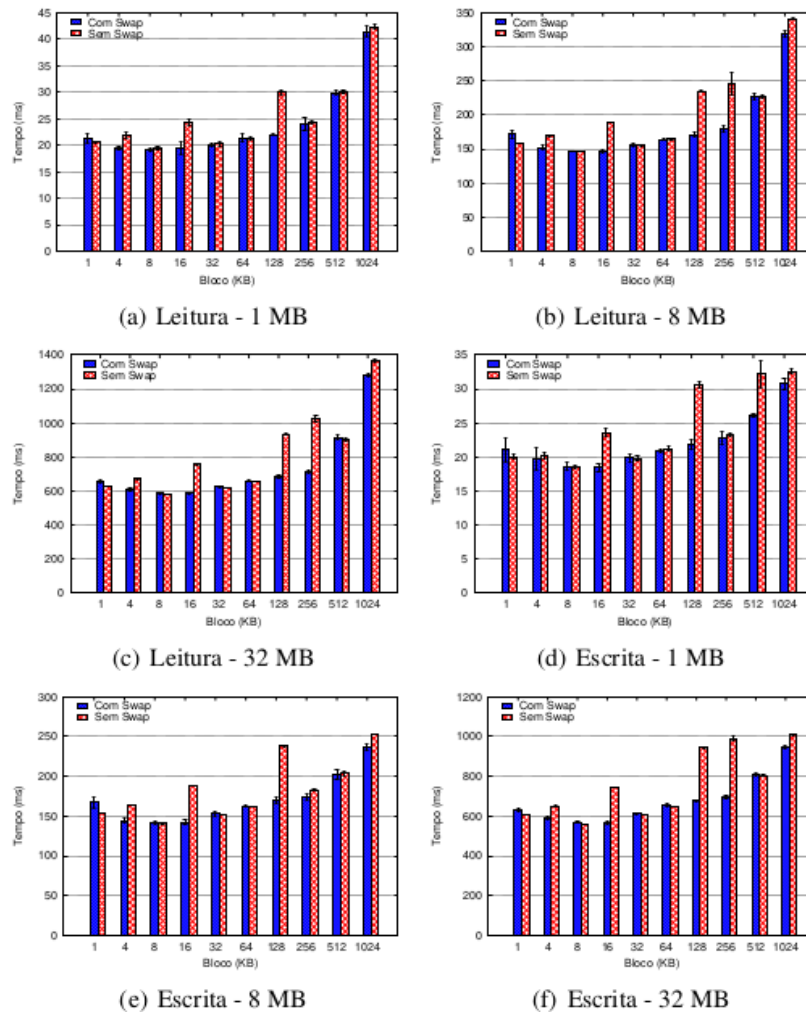 45
40
35
30
25
20
15
10
5
0
Tempo (ms)
Com Swap
Sem Swap
1 4 8 16 32 64 128 256 512 1024
Bloco (KB)
(a) Leitura - 1 MB
350
300
250
200
150
100
50
0
Tempo (ms)
Com Swap
Sem Swap
1 4 8 16 32 64 128 256 512 1024
Bloco (KB)
(b) Leitura - 8 MB
1400
1200
1000
800
600
400
200
0
Tempo (ms)
Com Swap
Sem Swap
1 4 8 16 32 64 128 256 512 1024
Bloco (KB)
(c) Leitura - 32 MB
35
30
25
20
15
10
5
0
Tempo (ms)
Com Swap
Sem Swap
1 4 8 16 32 64 128 256 512 1024
Bloco (KB)
(d) Escrita - 1 MB
300
250
200
150
100
50
0
Tempo (ms)
Com Swap
Sem Swap
1 4 8 16 32 64 128 256 512 1024
Bloco (KB)
(e) Escrita - 8 MB
1200
1000
800
600
400
200
0
Tempo (ms)
Com Swap
Sem Swap
1 4 8 16 32 64 128 256 512 1024
Bloco (KB)
(f) Escrita - 32 MB